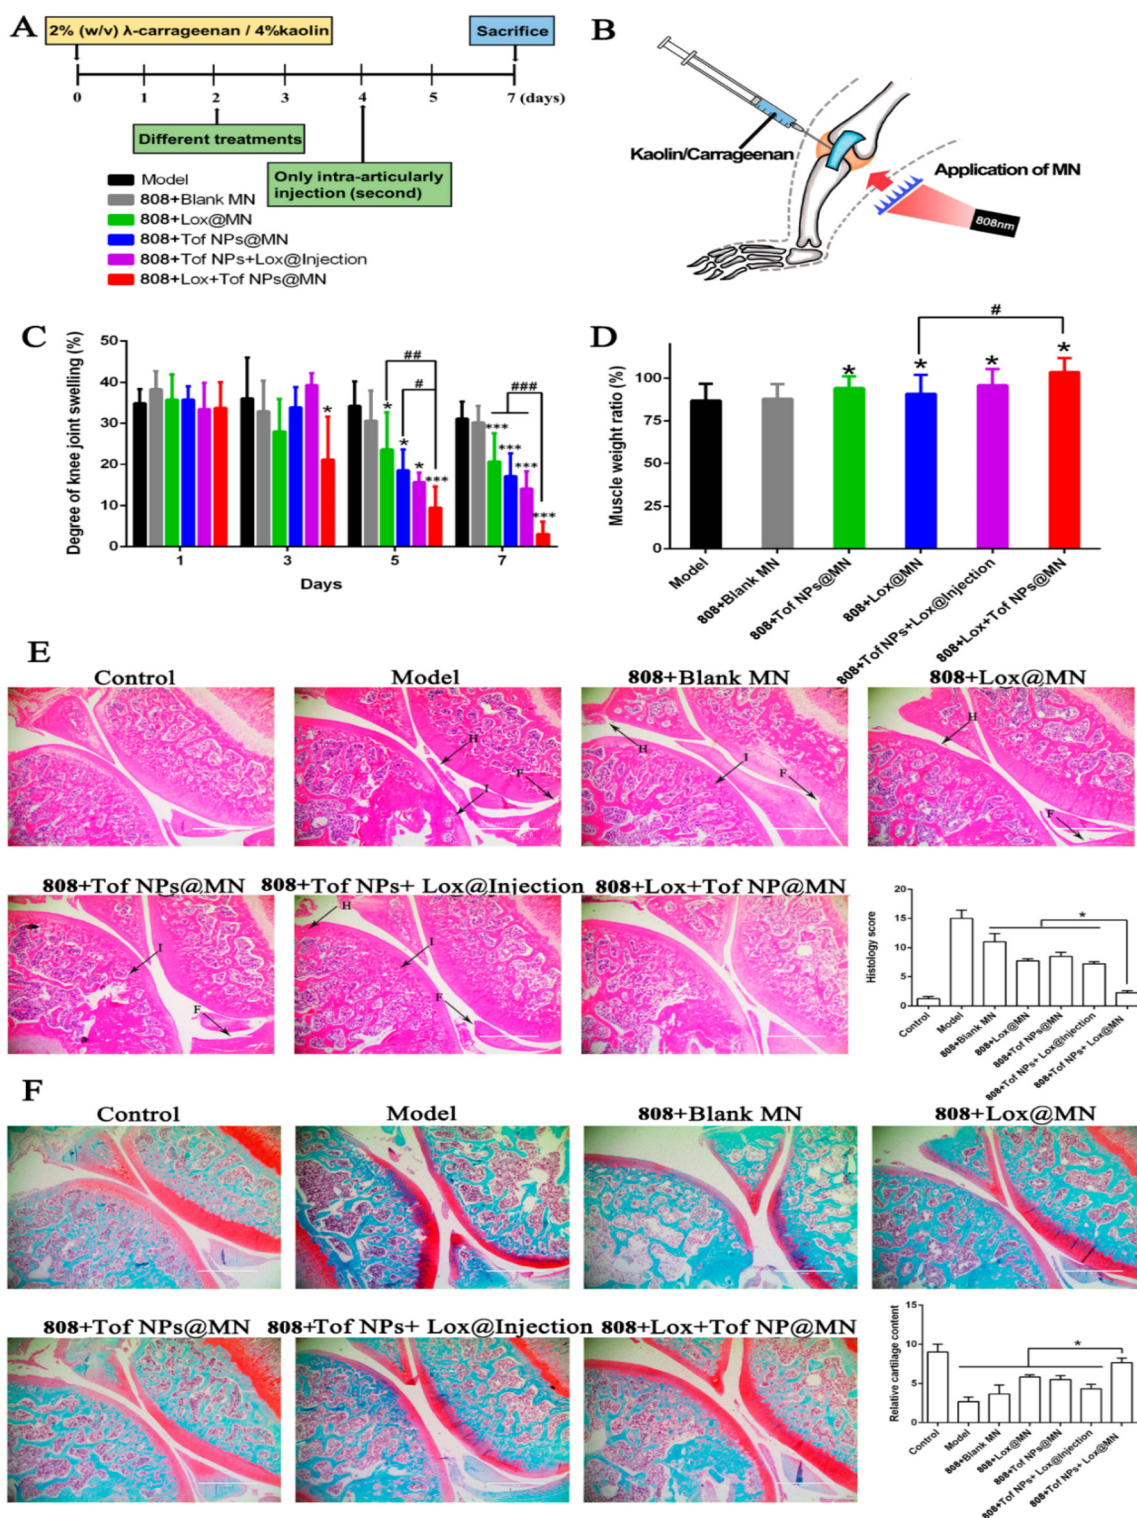 A
2% (w/v) λ-carrageenan / 4%kaolin
Sacrifice
0 1 2 3 4 5 7 (days)
Different treatments
Only intra-articularly
injection (second)
Model
808+Blank MN
808+Lox@MN
808+Tof NPs@MN
808+Tof NPs+Lox@Injection
808+Lox+Tof NPs@MN
B
Kaolin/Carrageenan
Application of MN
808nm
C
Degree of knee joint swelling (%)
50
40
30
20
10
0
* * * * *** *** *** *** ***
## # ###
1 3 5 7
Days
D
Muscle weight ratio (%)
100
75
50
25
0
* * * *
#
Model
808+Blank MN
808+Tof NPs@MN
808+Lox@MN
808+Tof NPs+Lox@Injection
808+Lox+Tof NPs@MN
E
Control
Model
808+Blank MN
808+Lox@MN
H
I
F
H
I
F
H
F
808+Tof NPs@MN
808+Tof NPs+ Lox@Injection
808+Lox+Tof NP@MN
I
F
H
I
F
Histology score
20
15
10
5
0
*
Control
Model
808+Blank MN
808+Lox@MN
808+Tof NPs@MN
808+Tof NPs+ Lox@Injection
808+Tof NPs+ Lox@MN
F
Control
Model
808+Blank MN
808+Lox@MN
808+Tof NPs@MN
808+Tof NPs+ Lox@Injection
808+Lox+Tof NP@MN
Relative cartilage content
15
10
5
0
*
Control
Model
808+Blank MN
808+Lox@MN
808+Tof NPs@MN
808+Tof NPs+ Lox@Injection
808+Tof NPs+ Lox@MN